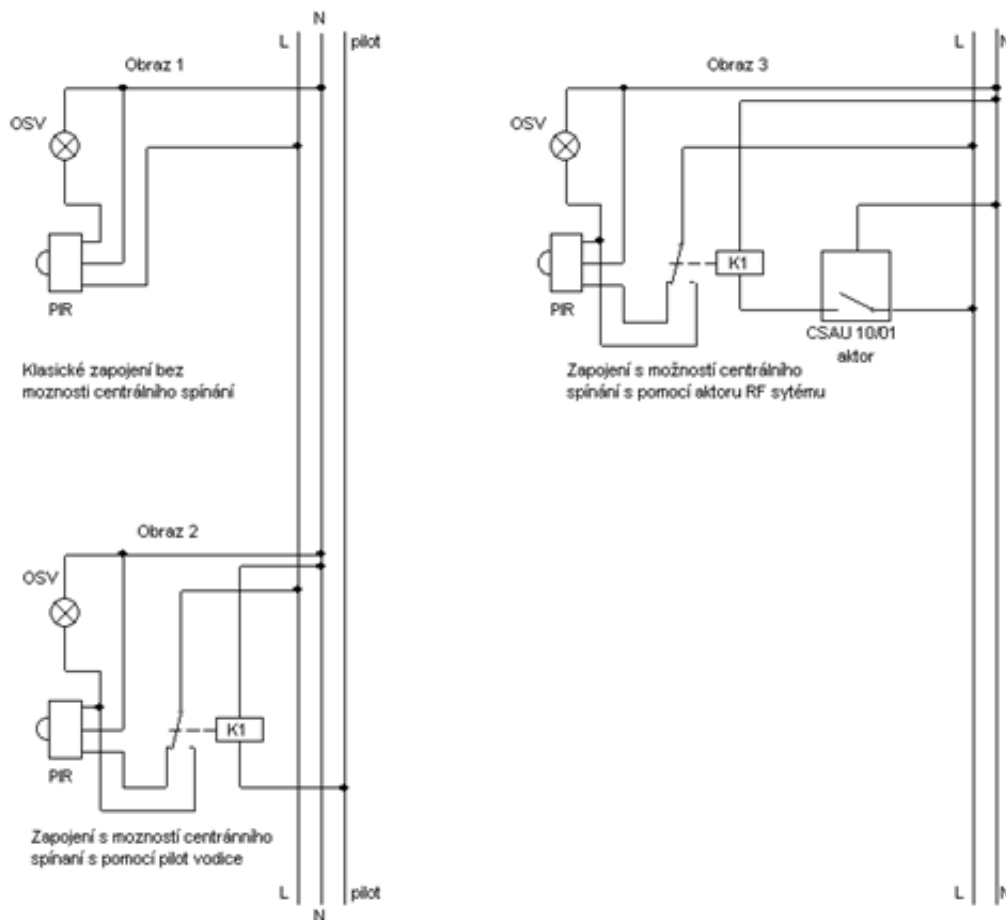 N
L
pilot
Obraz 1
OSV
PIR
Klasické zapojení bez
moznosti centrálního spínání
Obraz 2
OSV
K1
PIR
Zapojení s mozností centránního
spínaní s pomocí pilot vodice
L
pilot
N
L
N
Obraz 3
OSV
K1
PIR
CSAU 10/01
aktor
Zapojení s možností centrálního
spínání s pomocí aktoru RF sytému
L
N